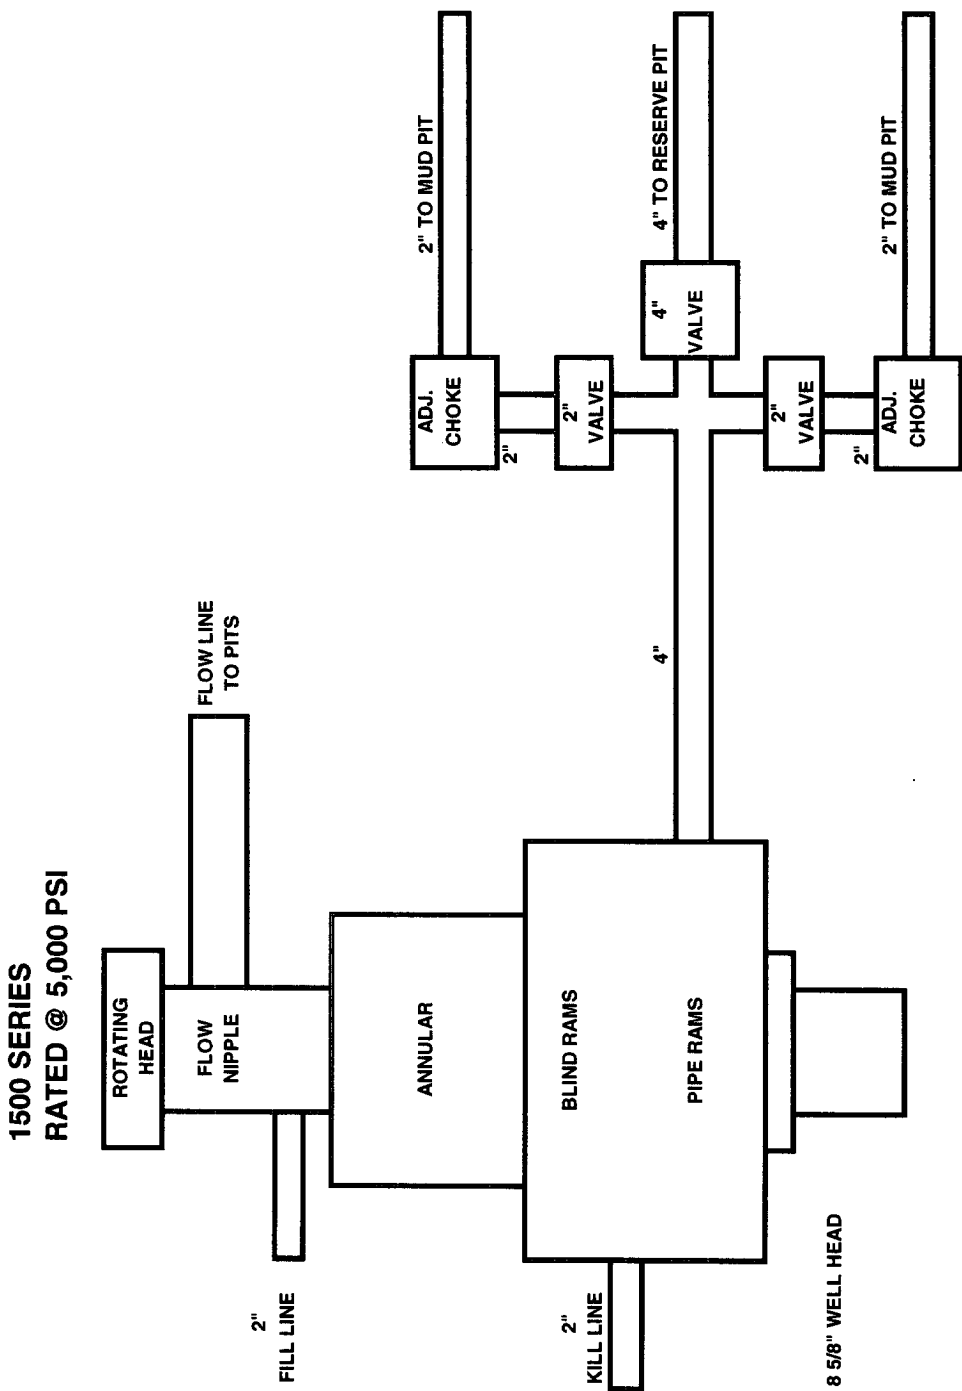 1500 SERIES
RATED @ 5,000 PSI
ROTATING
HEAD
FLOW
NIPPLE
FLOW LINE
TO PITS
2"
FILL LINE
ANNULAR
BLIND RAMS
PIPE RAMS
2"
KILL LINE
8 5/8" WELL HEAD
4"
2" TO MUD PIT
ADJ.
CHOKE
2"
2"
VALVE
4" TO RESERVE PIT
4"
VALVE
2"
VALVE
2"
2" TO MUD PIT
ADJ.
CHOKE